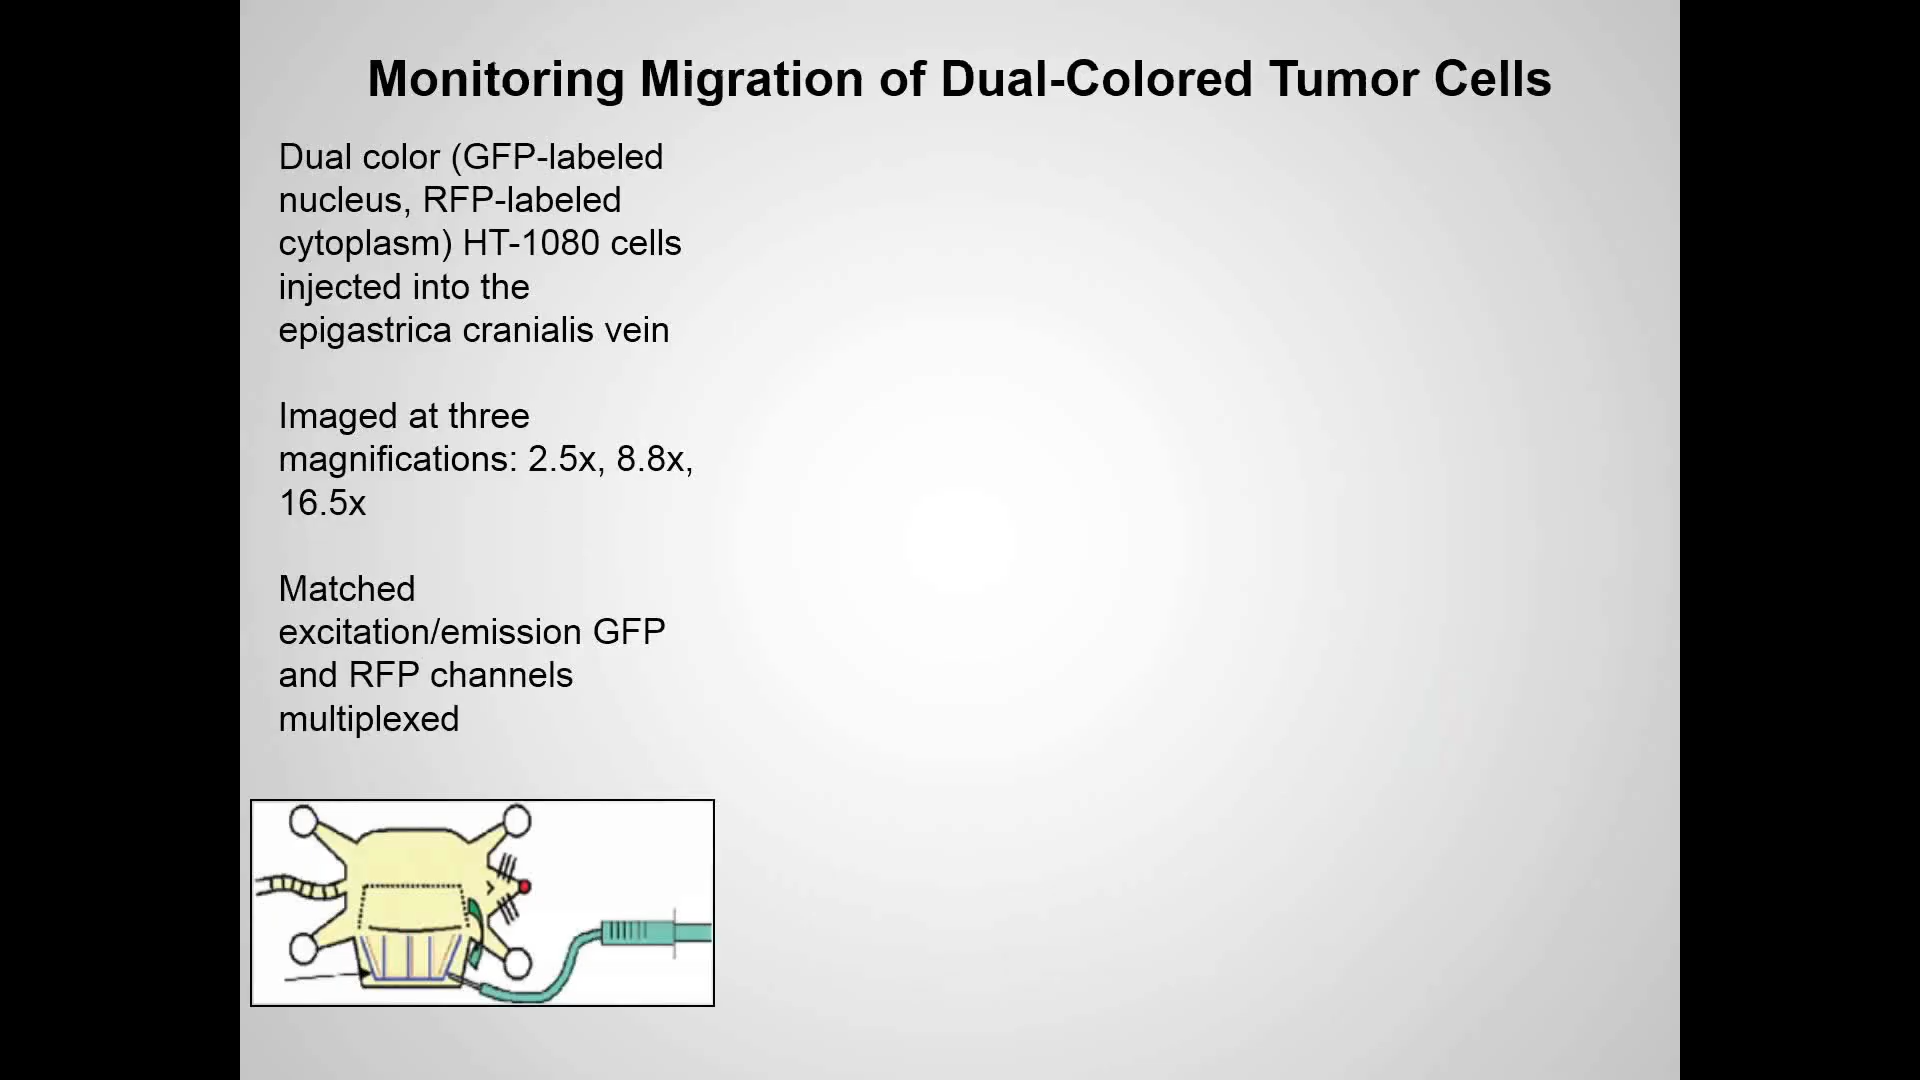 Monitoring Migration of Dual-Colored Tumor Cells
Dual color (GFP-labeled
nucleus, RFP-labeled
cytoplasm) HT-1080 cells
injected into the
epigastrica cranialis vein
Imaged at three
magnifications: 2.5x, 8.8x,
16.5x
Matched
excitation/emission GFP
and RFP channels
multiplexed